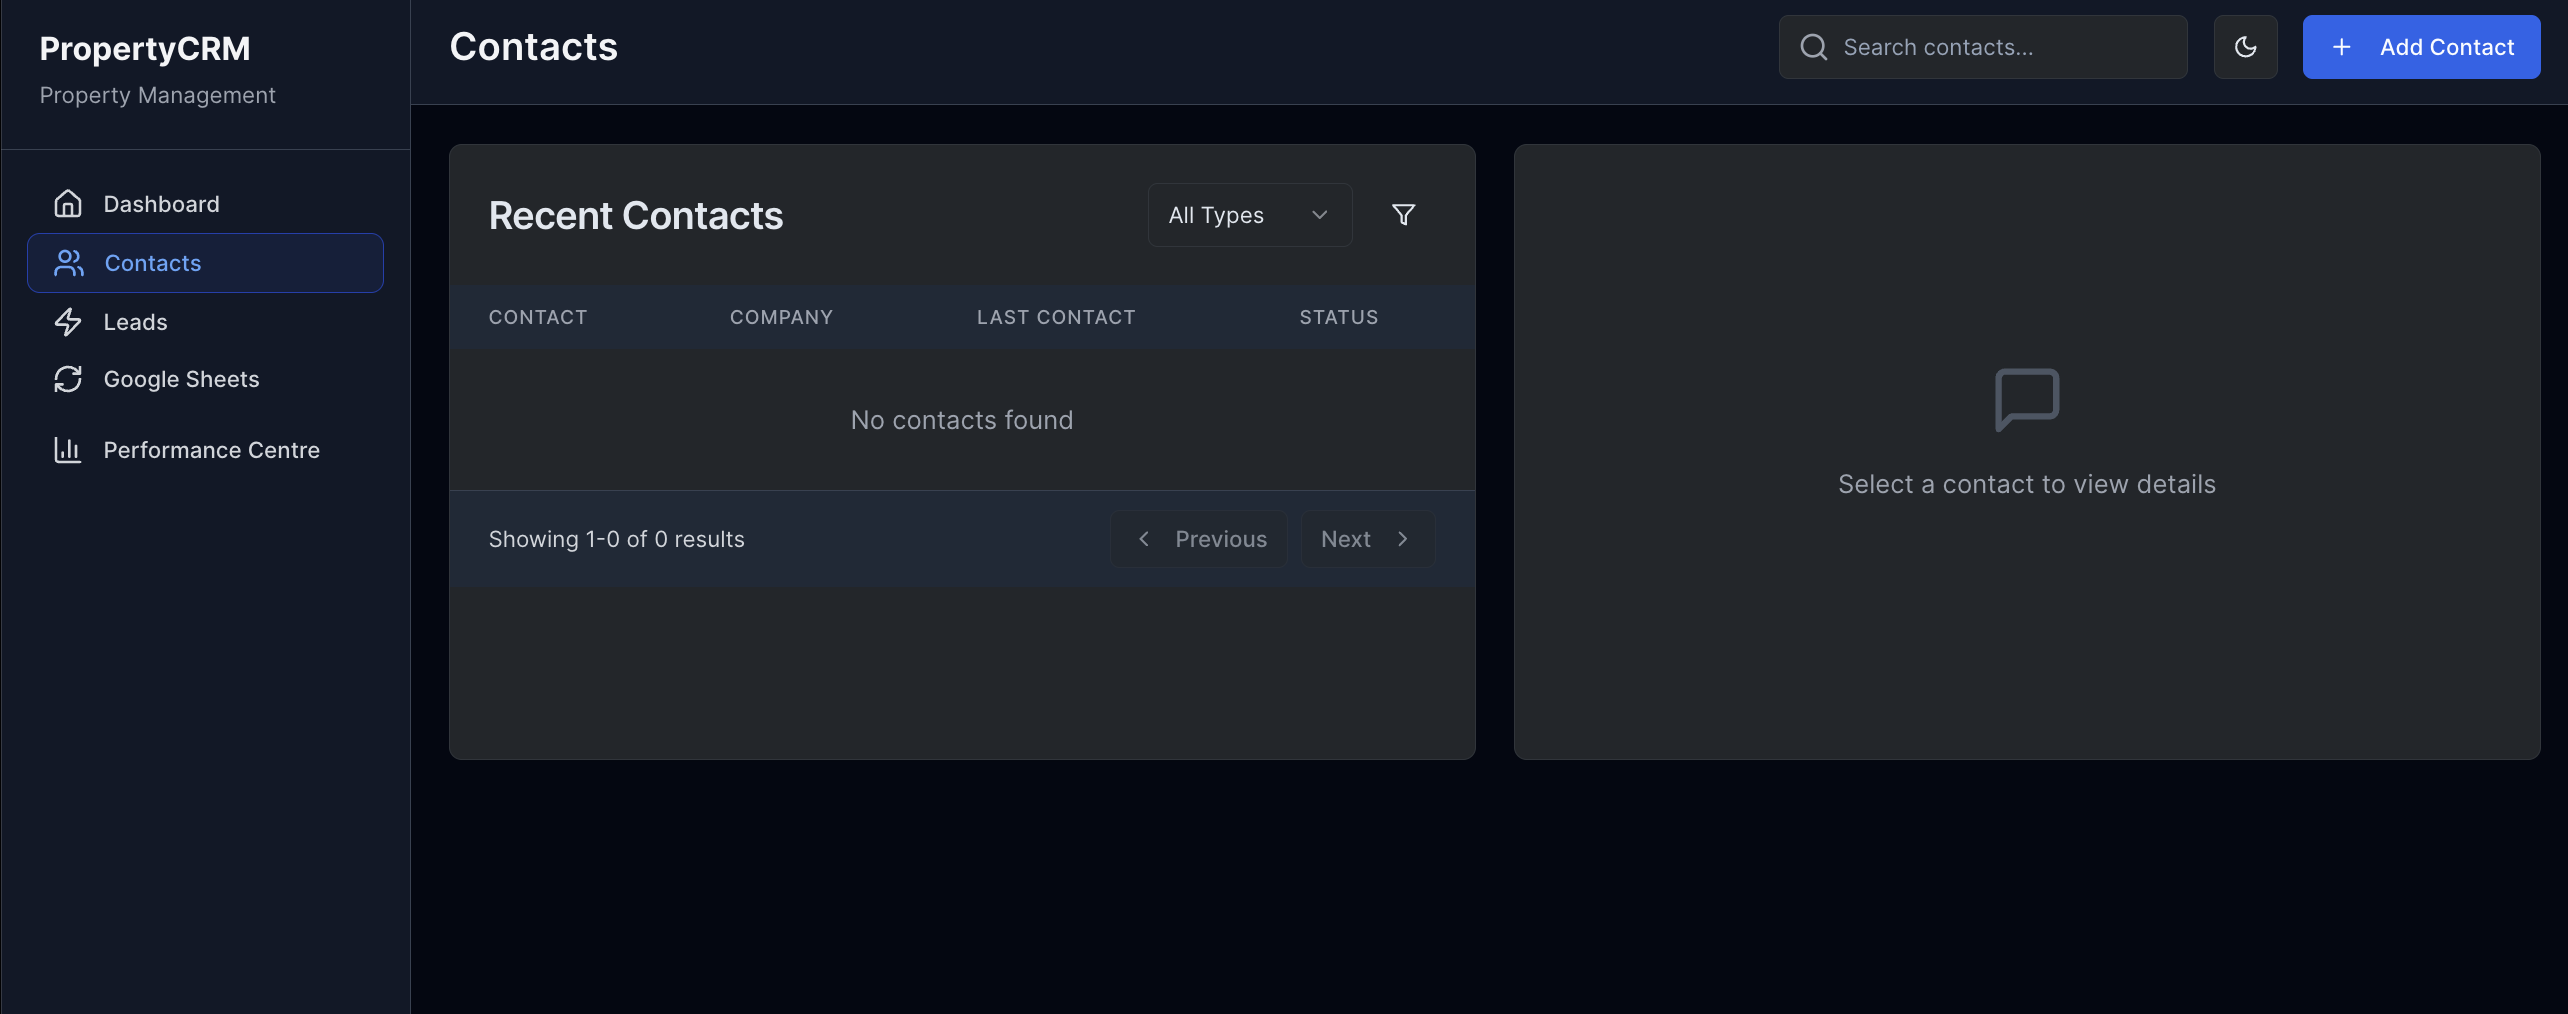 PropertyCRM
Property Management
Dashboard
Contacts
Leads
Google Sheets
Performance Centre
Contacts
Search contacts...
Add Contact
Recent Contacts
All Types
CONTACT COMPANY LAST CONTACT STATUS
No contacts found
Showing 1-0 of 0 results
Previous
Next
Select a contact to view details